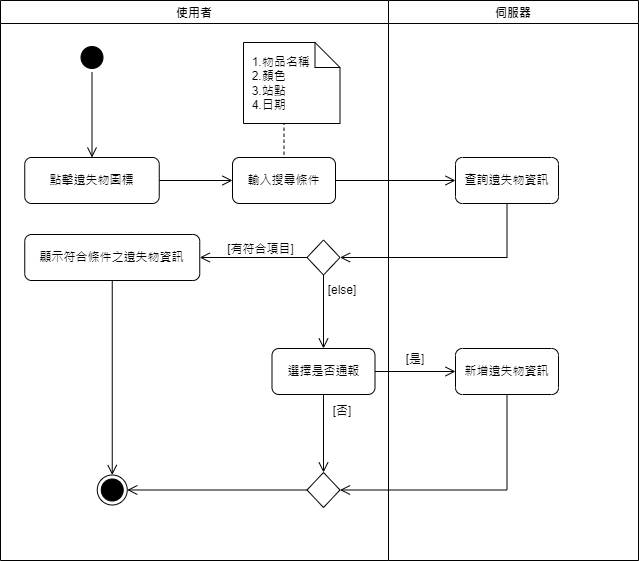 使用者
伺服器
1.物品名稱
2.顏色
3.站點
4.日期
點擊遺失物圖標
輸入搜尋條件
查詢遺失物資訊
顯示符合條件之遺失物資訊
[有符合項目]
[else]
選擇是否通報
[是]
新增遺失物資訊
[否]